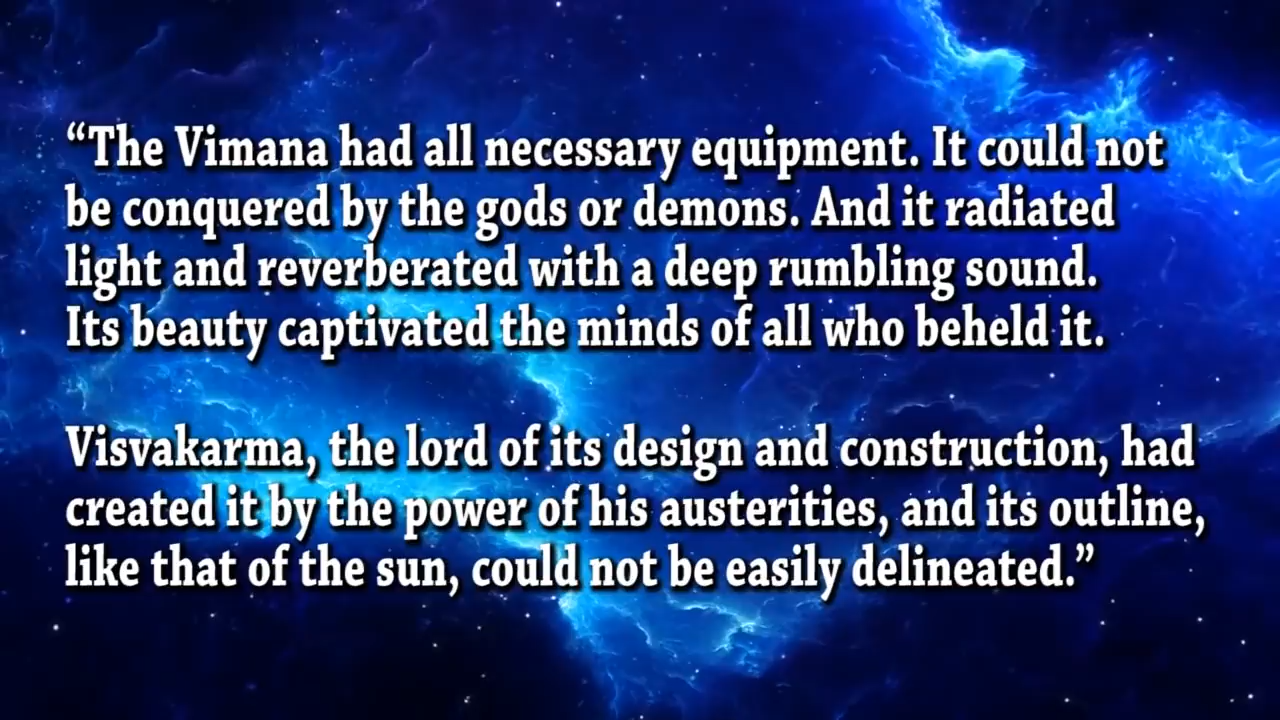 “The Vimana had all necessary equipment. It could not
be conquered by the gods or demons. And it radiated
light and reverberated with a deep rumbling sound.
Its beauty captivated the minds of all who beheld it.
Visvakarma, the lord of its design and construction, had
created it by the power of his austerities, and its outline,
like that of the sun, could not be easily delineated.”